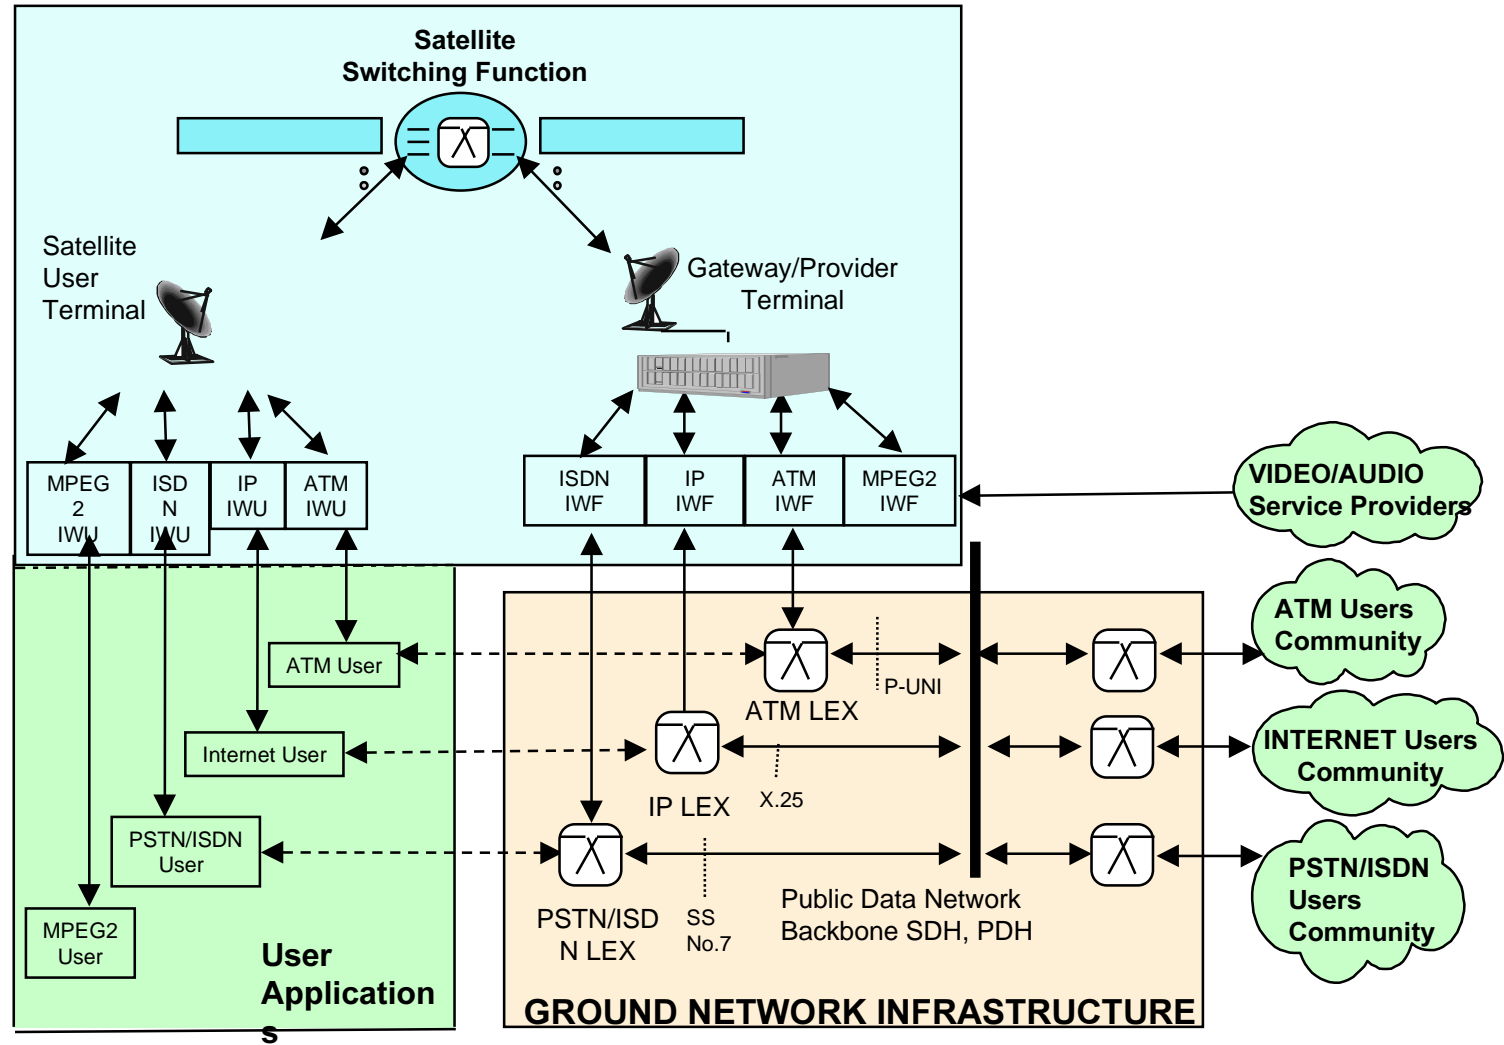 Satellite
Switching Function
Satellite
User
Terminal
Gateway/Provider
Terminal
MPEG
2
IWU
ISD
N
IWU
IP
IWU
ATM
IWU
ISDN
IWF
IP
IWF
ATM
IWF
MPEG2
IWF
VIDEO/AUDIO
Service Providers
ATM Users
Community
INTERNET Users
Community
PSTN/ISDN
Users
Community
ATM User
Internet User
PSTN/ISDN
User
MPEG2
User
User
Application
s
ATM LEX
P-UNI
IP LEX
X.25
PSTN/ISD
N LEX
SS
No.7
Public Data Network
Backbone SDH, PDH
GROUND NETWORK INFRASTRUCTURE